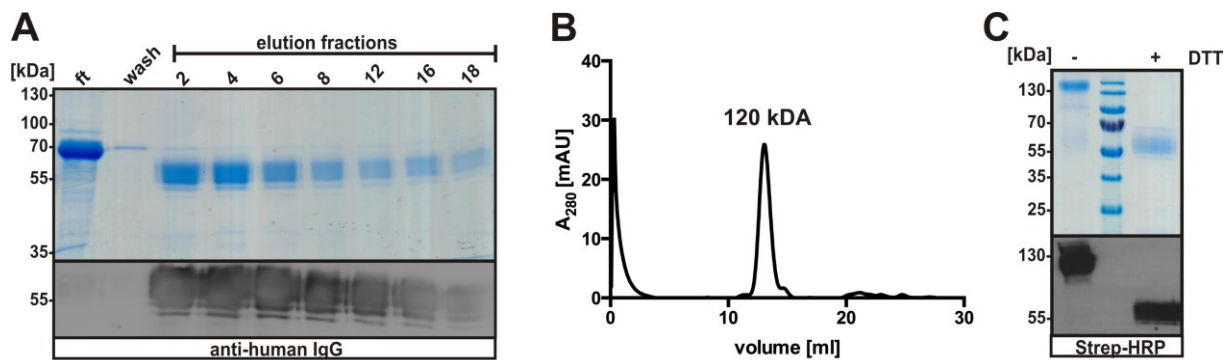 A
elution fractions
[kDa]
ft
wash
2
4
6
8
12
16
18
130-
100-
70-
55-
35-
55-
anti-human IgG
B
40
30
20
10
0
A280 [mAU]
120 kDA
0
10
20
30
volume [ml]
C
[kDa]
- + DTT
130-
100-
70-
55-
35-
25-
130-
55-
Strep-HRP